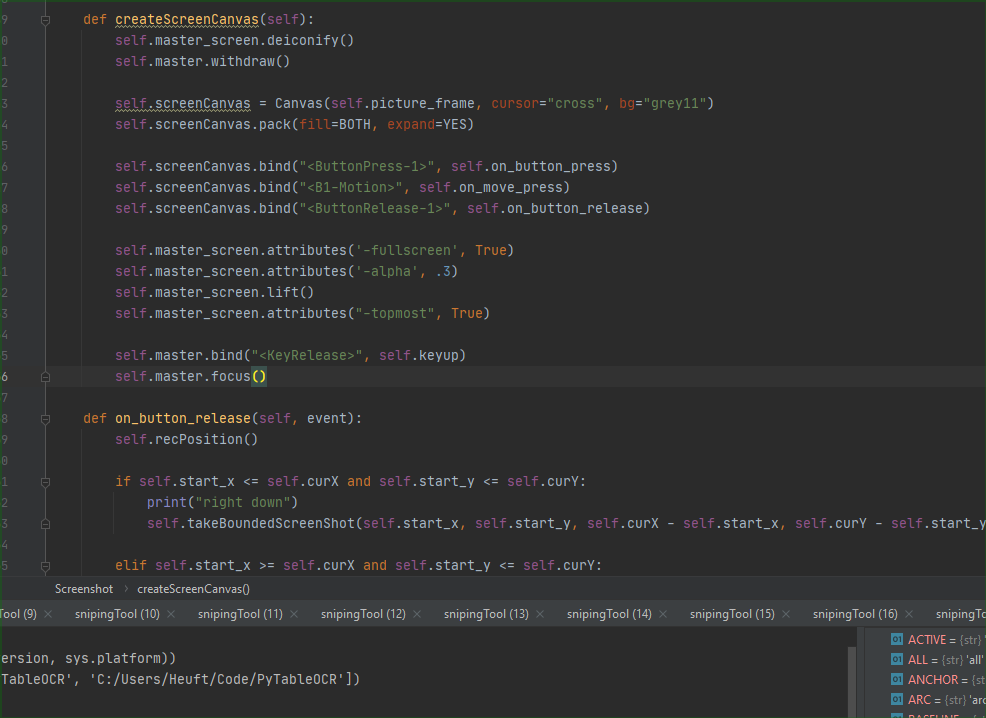 9 def createScreenCanvas(self):
0 self.master_screen.deiconify()
1 self.master.withdraw()
2
3 self.screenCanvas = Canvas(self.picture_frame, cursor="cross", bg="grey11")
4 self.screenCanvas.pack(fill=BOTH, expand=YES)
5
6 self.screenCanvas.bind("<ButtonPress-1>", self.on_button_press)
7 self.screenCanvas.bind("<B1-Motion>", self.on_move_press)
8 self.screenCanvas.bind("<ButtonRelease-1>", self.on_button_release)
9
0 self.master_screen.attributes('-fullscreen', True)
1 self.master_screen.attributes('-alpha', .3)
2 self.master_screen.lift()
3 self.master_screen.attributes("-topmost", True)
4
5 self.master.bind("<KeyRelease>", self.keyup)
6 self.master.focus()
7
8 def on_button_release(self, event):
9 self.recPosition()
0
1 if self.start_x <= self.curX and self.start_y <= self.curY:
2 print("right down")
3 self.takeBoundedScreenShot(self.start_x, self.start_y, self.curX - self.start_x, self.curY - self.start_y
4
5 elif self.start_x >= self.curX and self.start_y <= self.curY:
Screenshot › createScreenCanvas()
Tool (9) × snipingTool (10) × snipingTool (11) × snipingTool (12) × snipingTool (13) × snipingTool (14) × snipingTool (15) × snipingTool (16) × snipingTo
ersion, sys.platform))
TableOCR', 'C:/Users/Heuft/Code/PyTableOCR'])
01 ACTIVE = {str} '
01 ALL = {str} 'all'
01 ANCHOR = {st
01 ARC = {str} 'arc